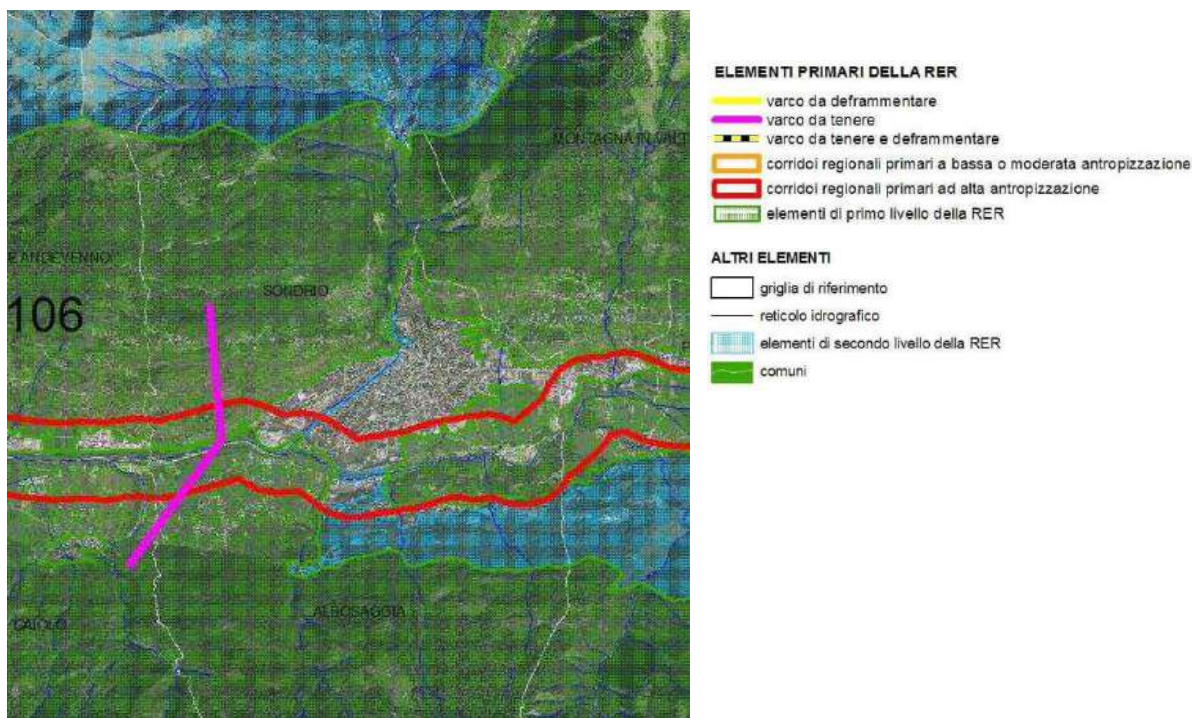 MONTAGNA IN VALT
E ANDEVENNO
SONDRIO
106
ALBOSAGGIA
CAIOLO
ELEMENTI PRIMARI DELLA RER
varco da deframmentare
varco da tenere
varco da tenere e deframmentare
corridoi regionali primari a bassa o moderata antropizzazione
corridoi regionali primari ad alta antropizzazione
elementi di primo livello della RER
ALTRI ELEMENTI
griglia di riferimento
reticolo idrografico
elementi di secondo livello della RER
comuni